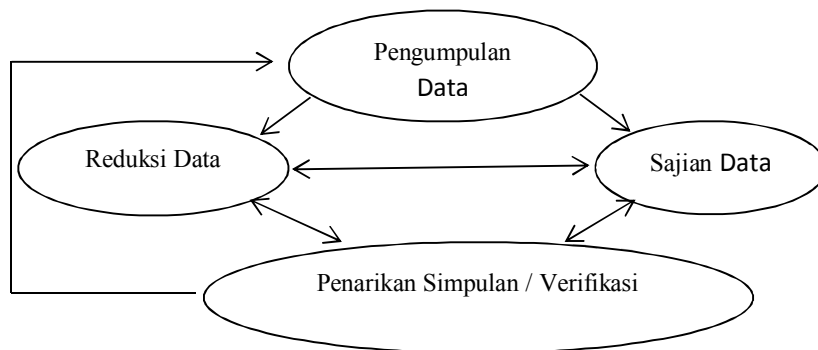 Pengumpulan
Data
Reduksi Data
Sajian Data
Penarikan Simpulan / Verifikasi